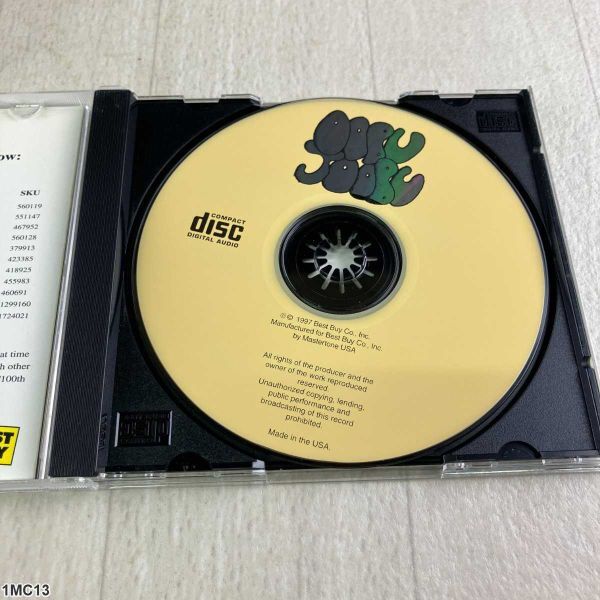 ow:
SKU
560119
551147
467952
560128
379913
423385
418925
455983
460691
1299160
1724021
at time
h other
/100th
ST
Y
COMPACT
disc
DIGITAL AUDIO
℗© 1997 Best Buy Co., Inc.
Manufactured for Best Buy Co., Inc.
by Mastertone USA
All rights of the producer and the
owner of the work reproduced
reserved.
Unauthorized copying, lending,
public performance and
broadcasting of this record
prohibited.
Made in the USA.
disc
1MC13